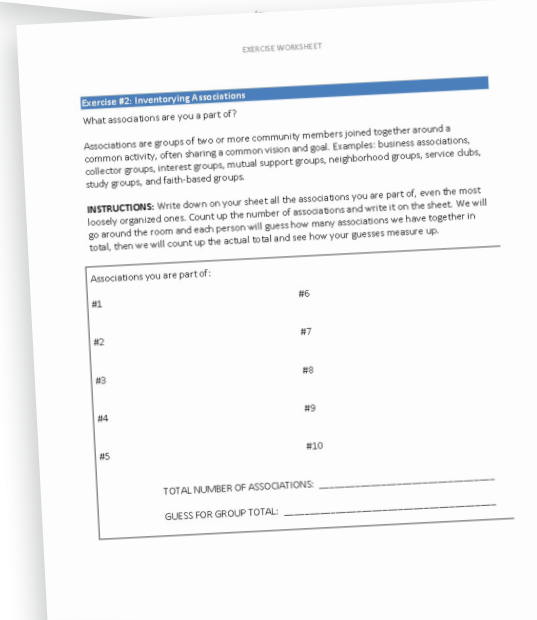 EXERCISE WORKSHEET
Exercise #2: Inventorying Associations
What associations are you a part of?
Associations are groups of two or more community members joined together around a
common activity, often sharing a common vision and goal. Examples: business associations,
collector groups, interest groups, mutual support groups, neighborhood groups, service clubs,
study groups, and faith-based groups.
INSTRUCTIONS: Write down on your sheet all the associations you are part of, even the most
loosely organized ones. Count up the number of associations and write it on the sheet. We will
go around the room and each person will guess how many associations we have together in
total, then we will count up the actual total and see how your guesses measure up.
Associations you are part of:
#1
#2
#3
#4
#5
#6
#7
#8
#9
#10
TOTAL NUMBER OF ASSOCIATIONS:
GUESS FOR GROUP TOTAL: